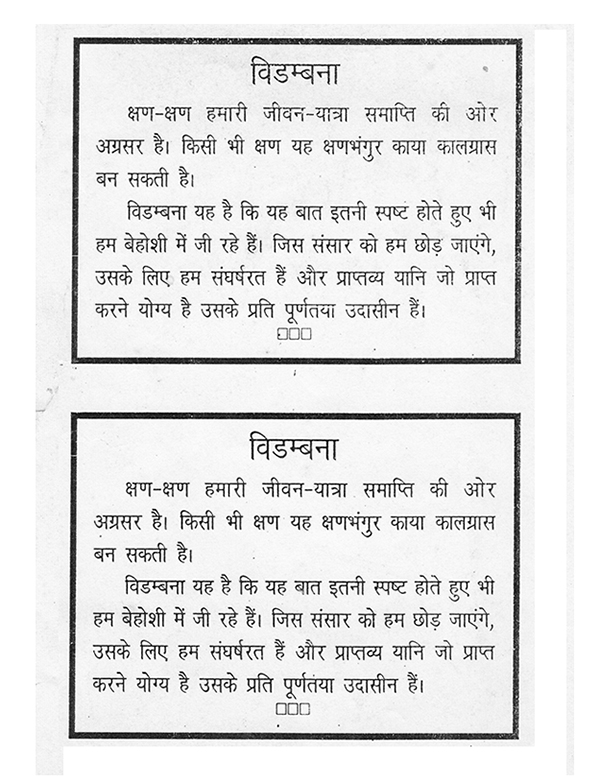 विडम्बना
क्षण-क्षण हमारी जीवन-यात्रा समाप्ति की ओर
अग्रसर है। किसी भी क्षण यह क्षणभंगुर काया कालग्रास
बन सकती है।
विडम्बना यह है कि यह बात इतनी स्पष्ट होते हुए भी
हम बेहोशी में जी रहे हैं। जिस संसार को हम छोड़ जाएंगे,
उसके लिए हम संघर्षरत हैं और प्राप्तव्य यानि जो प्राप्त
करने योग्य है उसके प्रति पूर्णतया उदासीन हैं।
□□□
विडम्बना
क्षण-क्षण हमारी जीवन-यात्रा समाप्ति की ओर
अग्रसर है। किसी भी क्षण यह क्षणभंगुर काया कालग्रास
बन सकती है।
विडम्बना यह है कि यह बात इतनी स्पष्ट होते हुए भी
हम बेहोशी में जी रहे हैं। जिस संसार को हम छोड़ जाएंगे,
उसके लिए हम संघर्षरत हैं और प्राप्तव्य यानि जो प्राप्त
करने योग्य है उसके प्रति पूर्णतया उदासीन हैं।
□□□